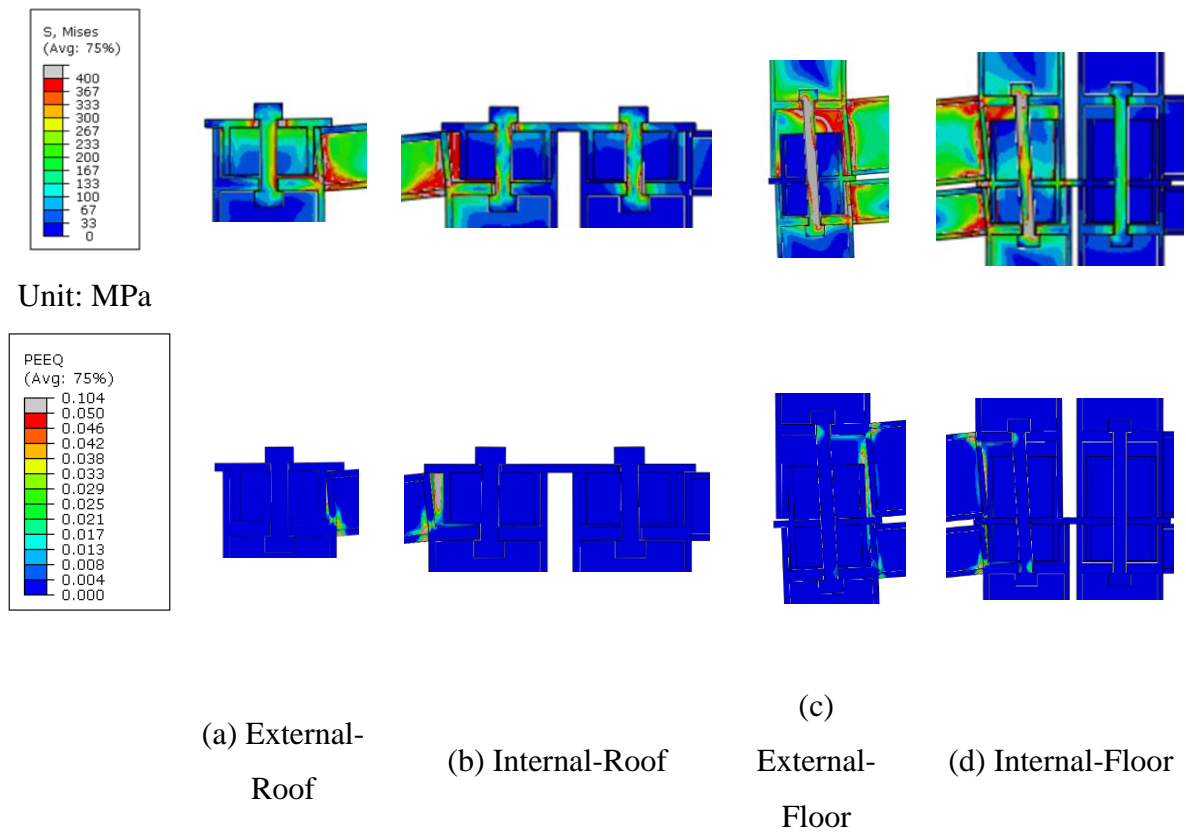 S, Mises
(Avg: 75%)
400
367
333
300
267
233
200
167
133
100
67
33
0
Unit: MPa
PEEQ
(Avg: 75%)
0.104
0.050
0.046
0.042
0.038
0.033
0.029
0.025
0.021
0.017
0.013
0.008
0.004
0.000
(a) External-
Roof
(b) Internal-Roof
(c)
External-
Floor
(d) Internal-Floor